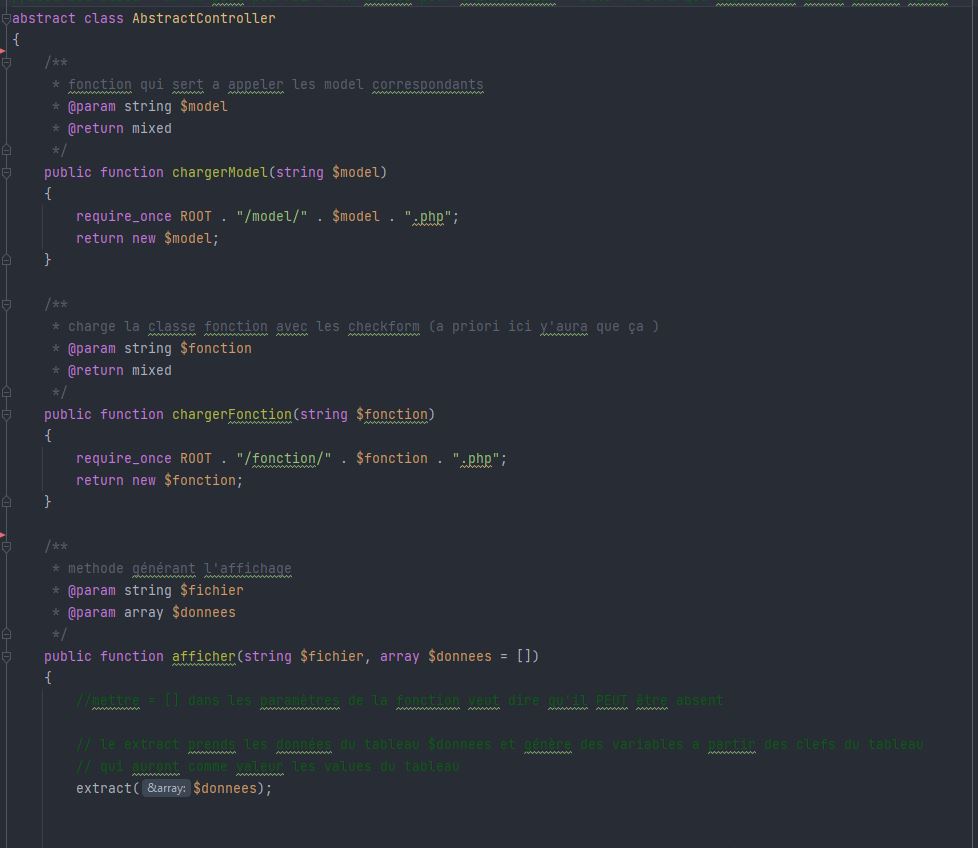 abstract class AbstractController
{
/**
* fonction qui sert a appeler les model correspondants
* @param string $model
* @return mixed
*/
public function chargerModel(string $model)
{
require_once ROOT . "/model/" . $model . ".php";
return new $model;
}
/**
* charge la classe fonction avec les checkform (a priori ici y'aura que ça )
* @param string $fonction
* @return mixed
*/
public function chargerFonction(string $fonction)
{
require_once ROOT . "/fonction/" . $fonction . ".php";
return new $fonction;
}
/**
* methode générant l'affichage
* @param string $fichier
* @param array $donnees
*/
public function afficher(string $fichier, array $donnees = [])
{
//mettre = [] dans les paramètres de la fonction veut dire qu'il PEUT être absent
// le extract prends les données du tableau $donnees et génère des variables a partir des clefs du tableau
// qui auront comme valeur les values du tableau
extract( &array: $donnees);